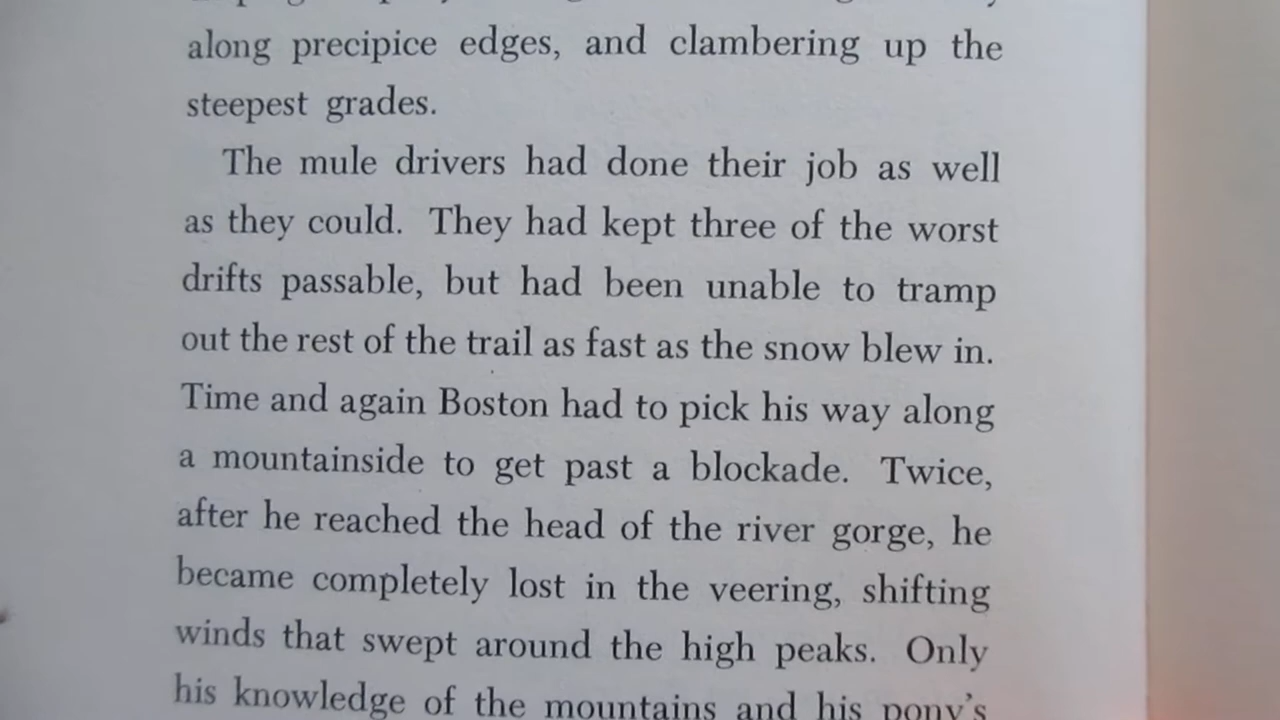 along precipice edges, and clambering up the
steepest grades.
The mule drivers had done their job as well
as they could. They had kept three of the worst
drifts passable, but had been unable to tramp
out the rest of the trail as fast as the snow blew in.
Time and again Boston had to pick his way along
a mountainside to get past a blockade. Twice,
after he reached the head of the river gorge, he
became completely lost in the veering, shifting
winds that swept around the high peaks. Only
his knowledge of the mountains and his pony's